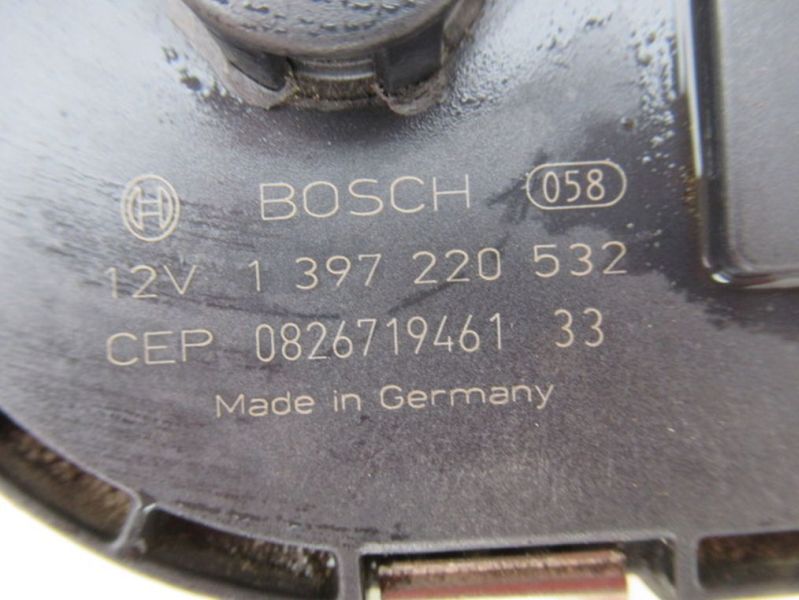 BOSCH 058
12V 1 397 220 532
CEP 0826719461 33
Made in Germany